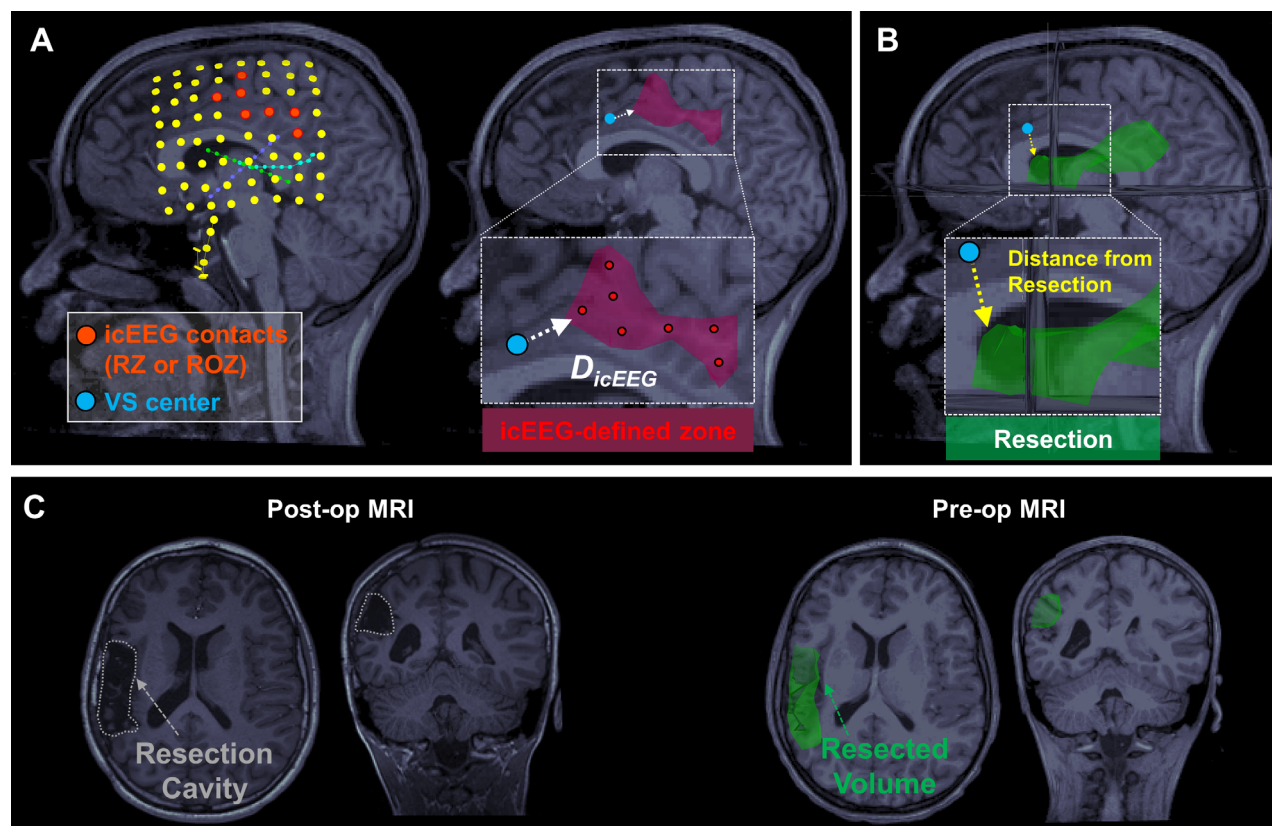 A
icEEG contacts
(RZ or ROZ)
VS center
D_icEEG
icEEG-defined zone
B
Distance from
Resection
Resection
C
Post-op MRI
Pre-op MRI
Resection
Cavity
Resected
Volume